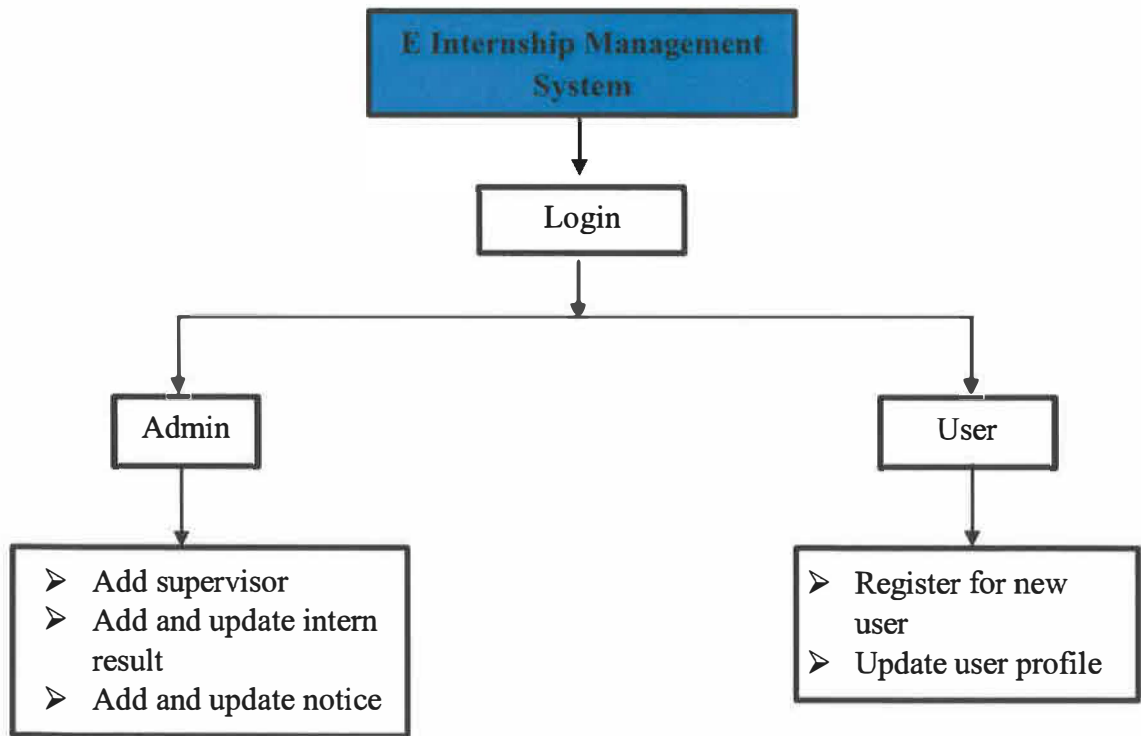 E Internship Management
System
Login
Admin
User
➢ Add supervisor
➢ Add and update intern
result
➢ Add and update notice
➢ Register for new
user
➢ Update user profile